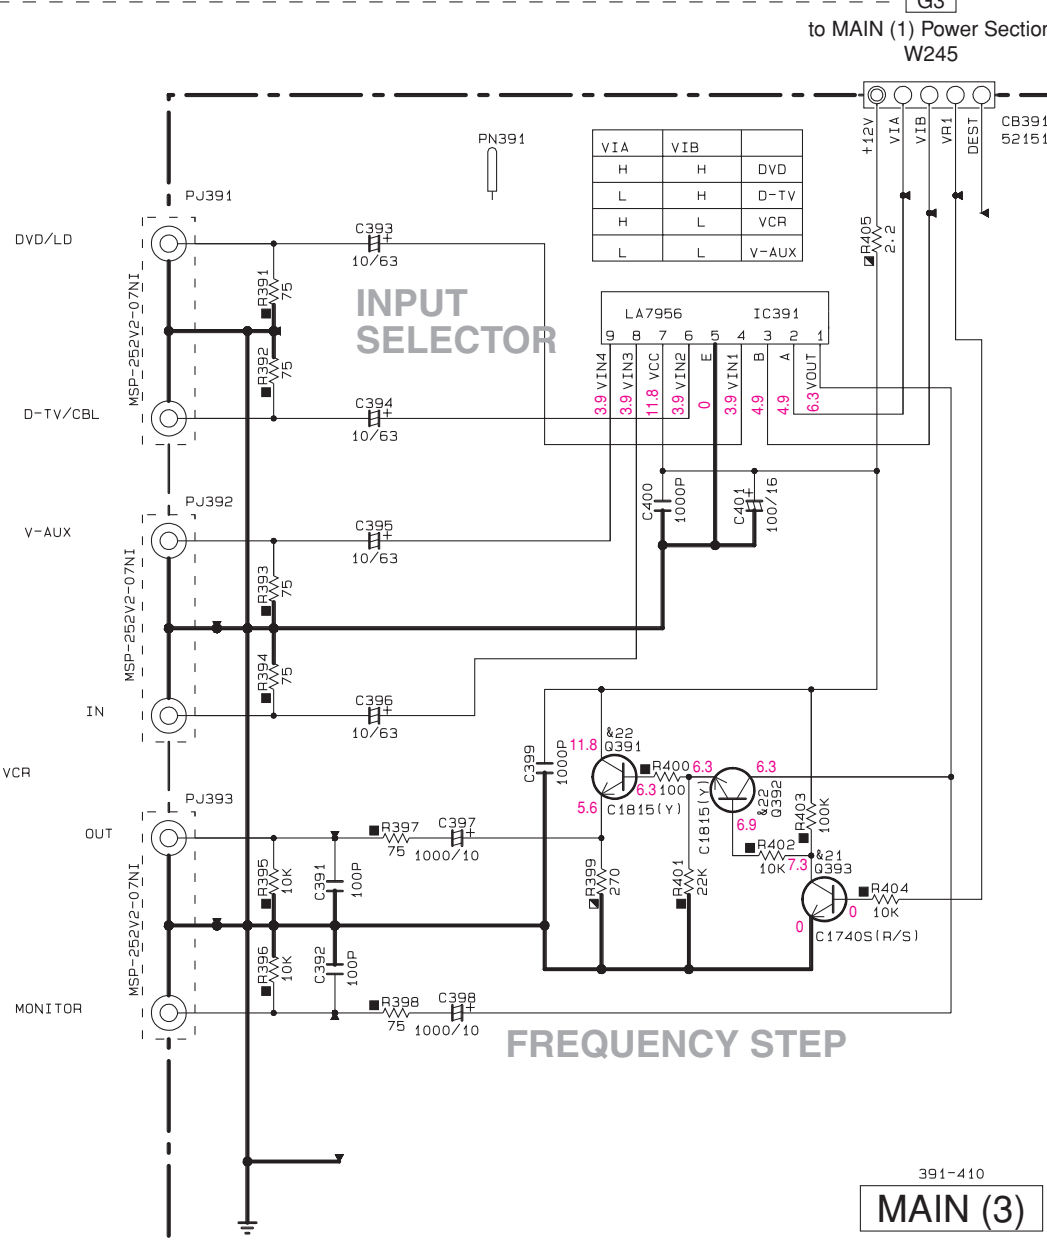 G3
to MAIN (1) Power Section
W245
+12V
VIA
VIB
VR1
DEST
CB391
52151
PN391
VIA VIB
H H DVD
L H D-TV
H L VCR
L L V-AUX
PJ391
DVD/LD
C393
+
10/63
R391
75
R405
2.2
MSP-252V2-07NI
INPUT
SELECTOR
LA7956 IC391
9 8 7 6 5 4 3 2 1
VIN4
VIN3
VCC
VIN2
E
VIN1
B
A
VOUT
3.9
3.9
11.8
3.9
0
3.9
4.9
4.9
6.3
R392
75
D-TV/CBL
C394
+
10/63
C400
1000P
C401
+
100/16
PJ392
V-AUX
C395
+
10/63
MSP-252V2-07NI
R393
75
R394
75
IN
C396
+
10/63
VCR
C399
1000P
11.8
&22
Q391
5.6
6.3
C1815(Y)
R400
100
6.3
6.3
C1815(Y)
&22
Q392
6.9
R403
100K
R402
10K
7.3
&21
Q393
R404
10K
0
0
C1740S(R/S)
PJ393
OUT
R397
75
C397
+
1000/10
MSP-252V2-07NI
R395
10K
C391
100P
R399
270
R401
22K
R396
10K
C392
100P
MONITOR
R398
75
C398
+
1000/10
FREQUENCY STEP
391-410
MAIN (3)